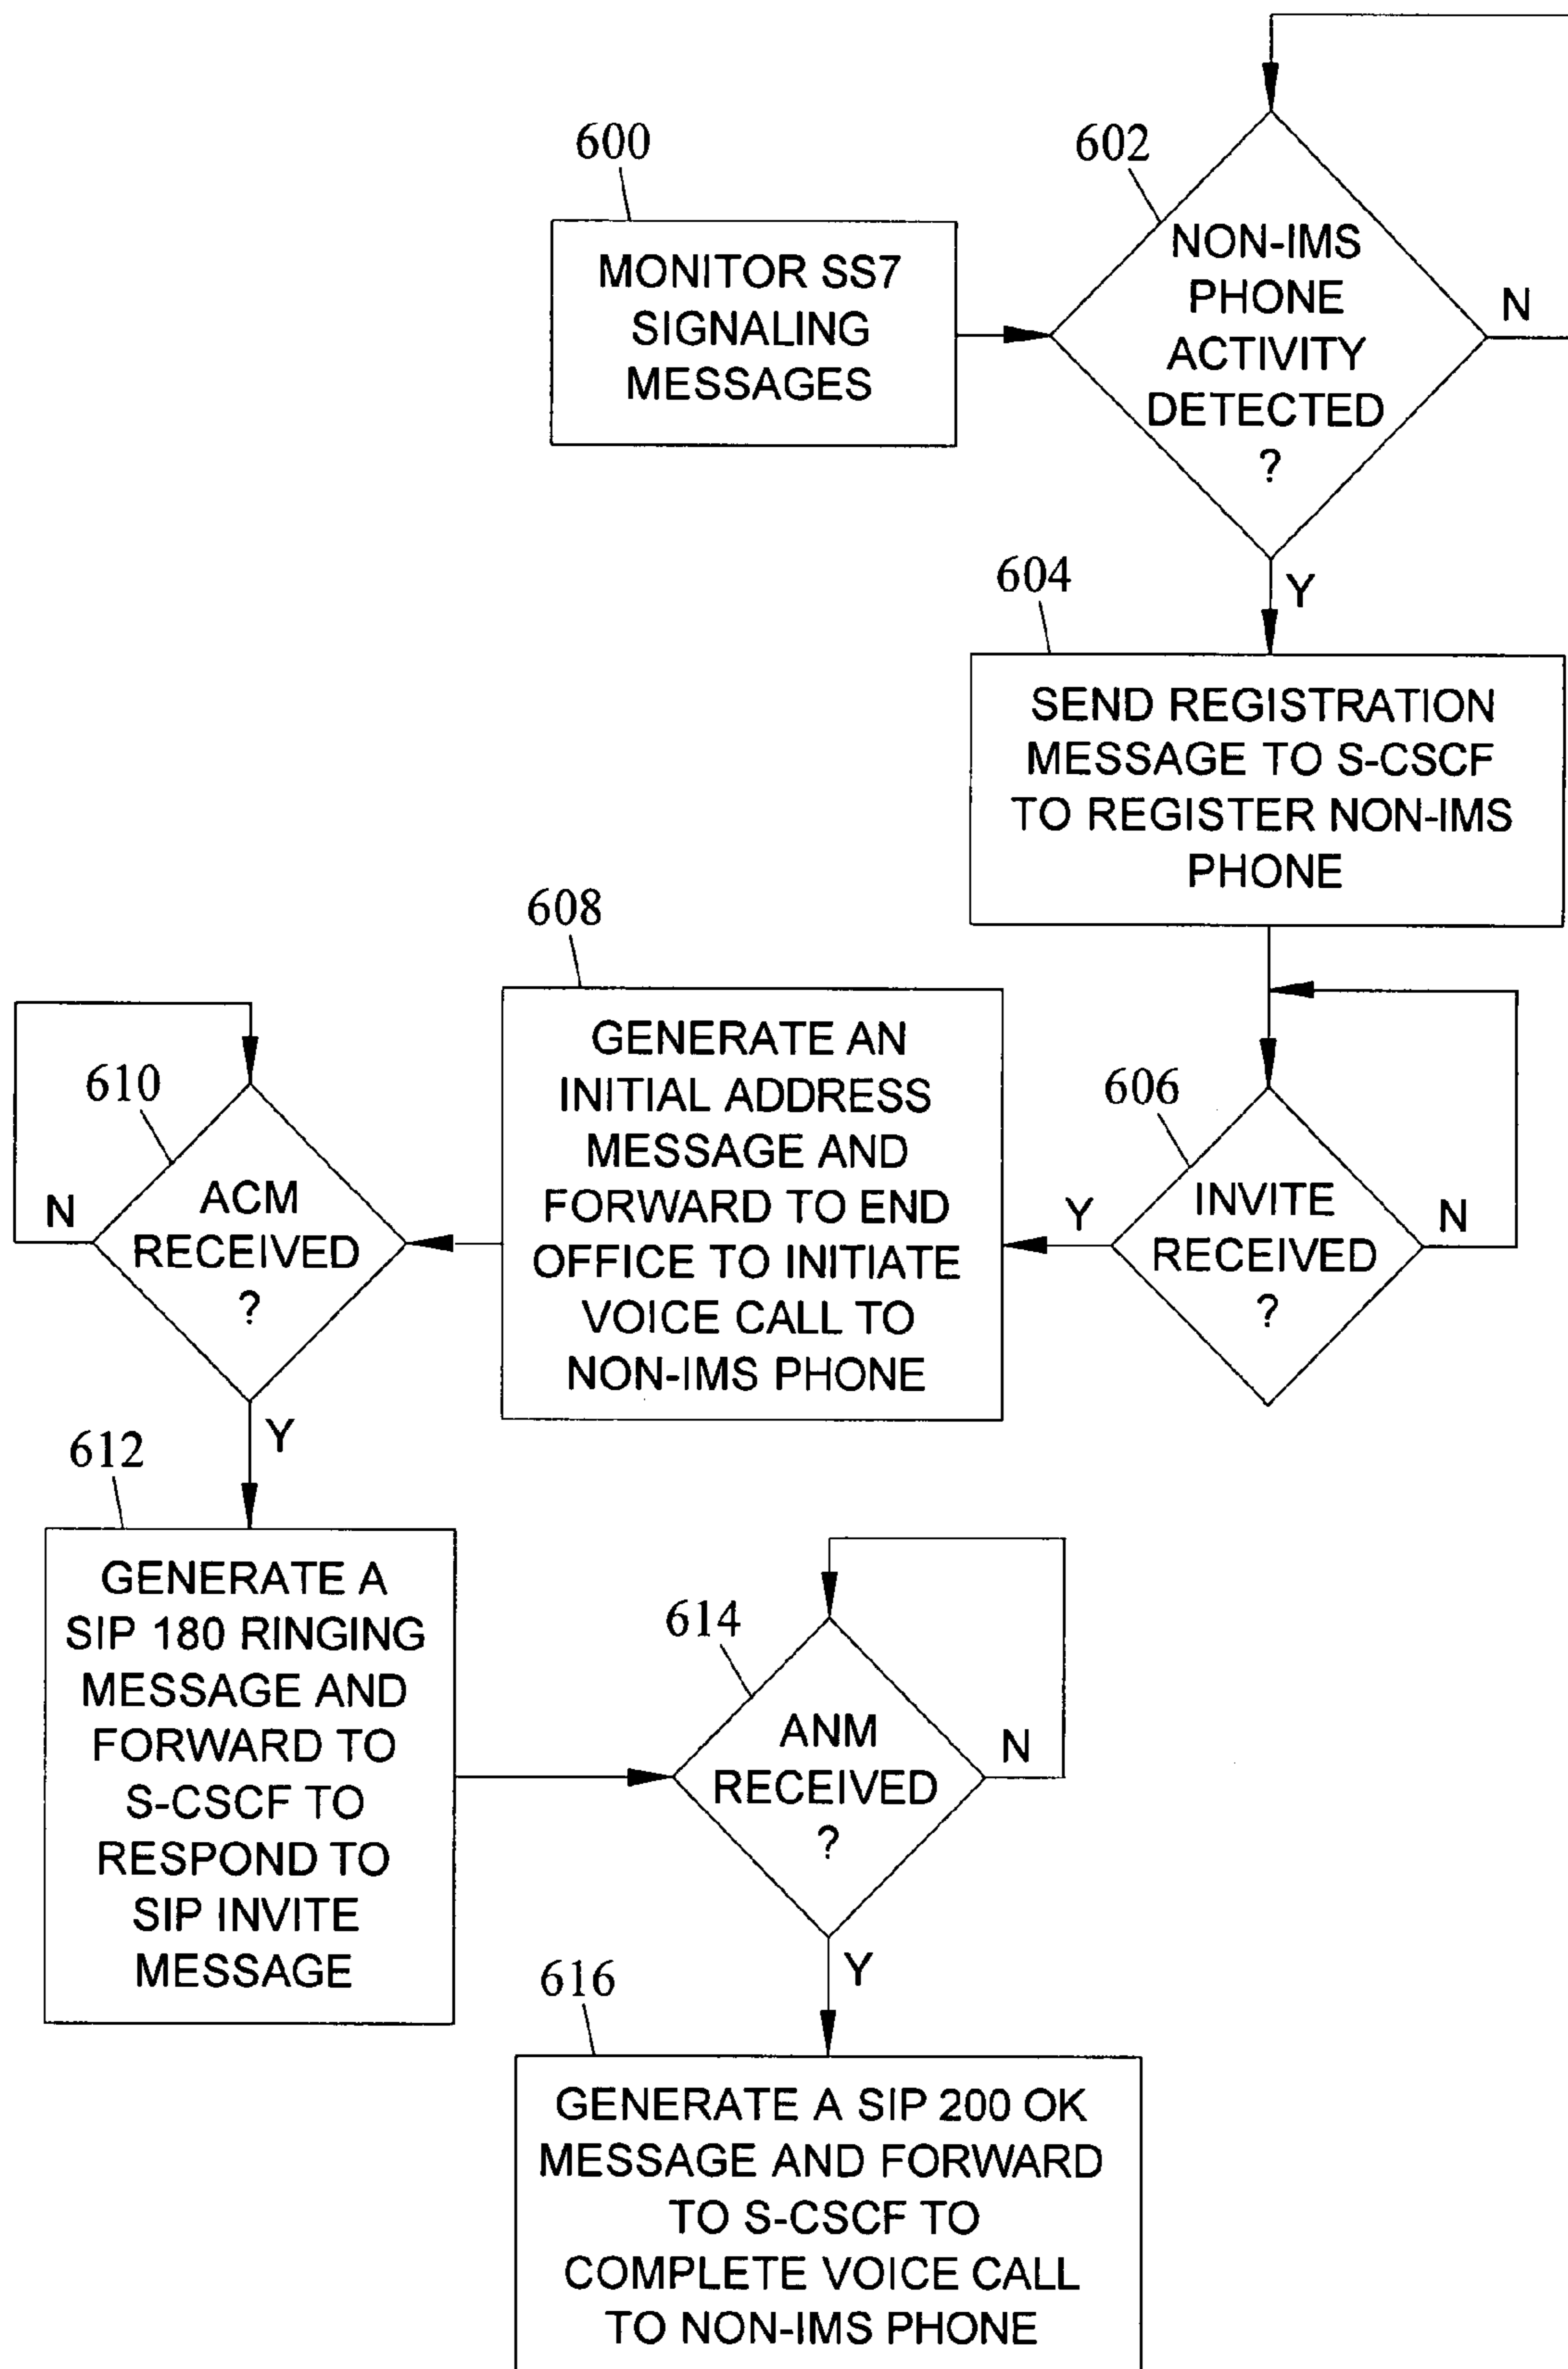 600
MONITOR SS7
SIGNALING
MESSAGES
602
NON-IMS
PHONE
ACTIVITY
DETECTED
?
N
Y
604
SEND REGISTRATION
MESSAGE TO S-CSCF
TO REGISTER NON-IMS
PHONE
606
INVITE
RECEIVED
?
N
Y
608
GENERATE AN
INITIAL ADDRESS
MESSAGE AND
FORWARD TO END
OFFICE TO INITIATE
VOICE CALL TO
NON-IMS PHONE
610
ACM
RECEIVED
?
N
Y
612
GENERATE A
SIP 180 RINGING
MESSAGE AND
FORWARD TO
S-CSCF TO
RESPOND TO
SIP INVITE
MESSAGE
614
ANM
RECEIVED
?
N
Y
616
GENERATE A SIP 200 OK
MESSAGE AND FORWARD
TO S-CSCF TO
COMPLETE VOICE CALL
TO NON-IMS PHONE